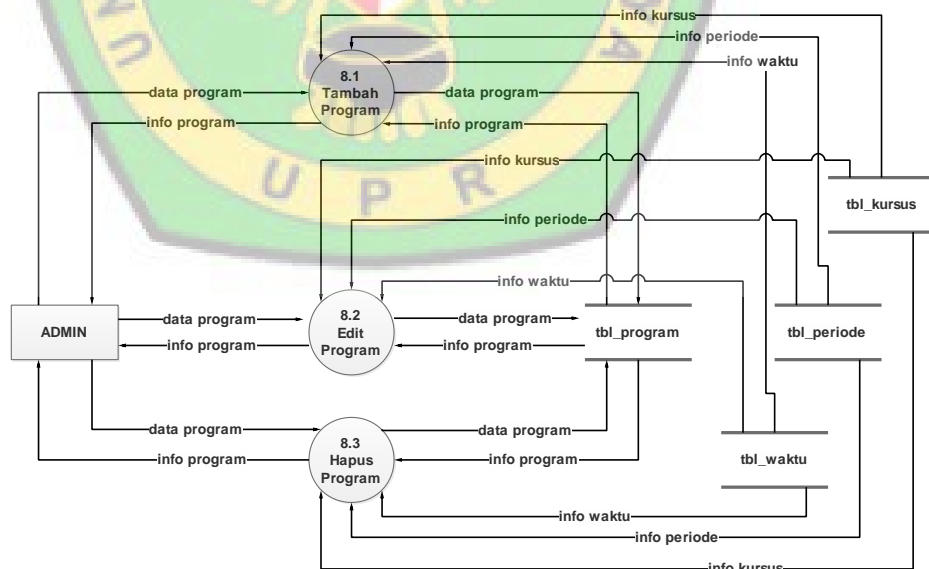 info kursus
info periode
info waktu
8.1
Tambah
Program
data program
data program
info program
info program
info kursus
U P R
tbl_kursus
info periode
info waktu
ADMIN
data program
info program
8.2
Edit
Program
data program
info program
tbl_program
tbl_periode
8.3
Hapus
Program
data program
data program
info program
info program
tbl_waktu
info waktu
info periode
info kursus